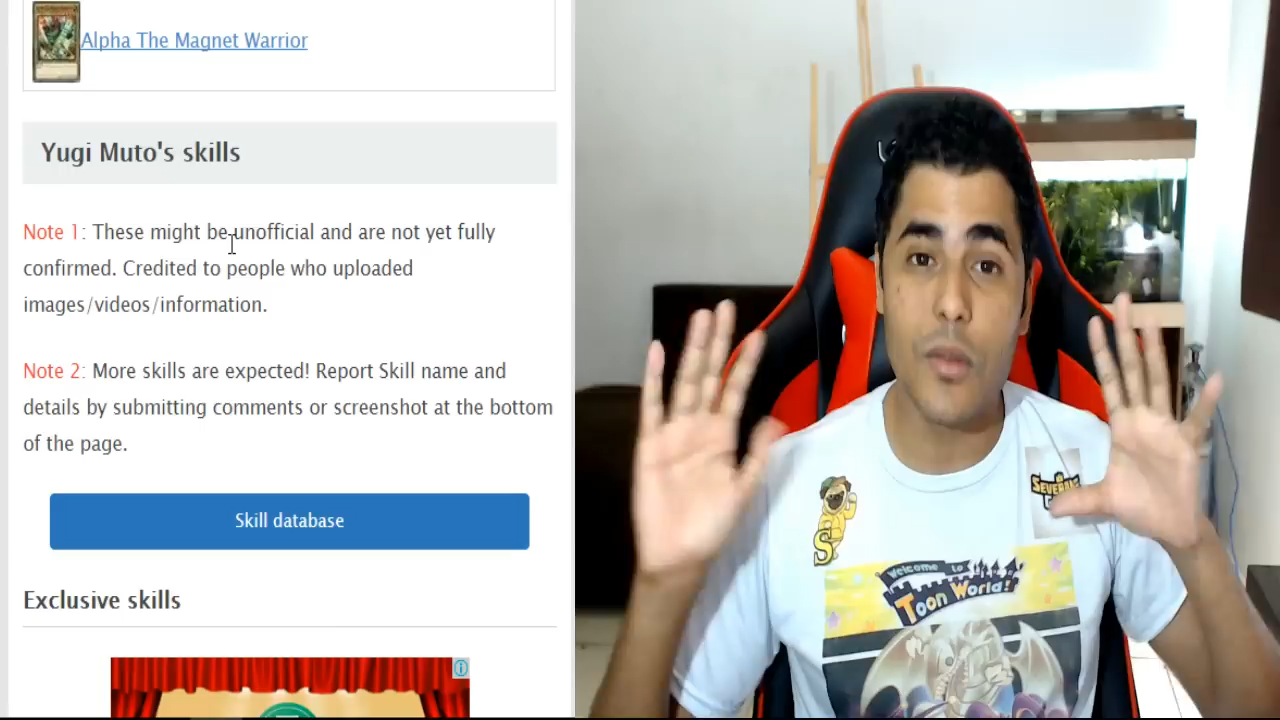 Alpha The Magnet Warrior
Yugi Muto's skills
Note 1: These might be unofficial and are not yet fully
confirmed. Credited to people who uploaded
images/videos/information.
Note 2: More skills are expected! Report Skill name and
details by submitting comments or screenshot at the bottom
of the page.
Skill database
Exclusive skills
Welcome to
Toon World!
S